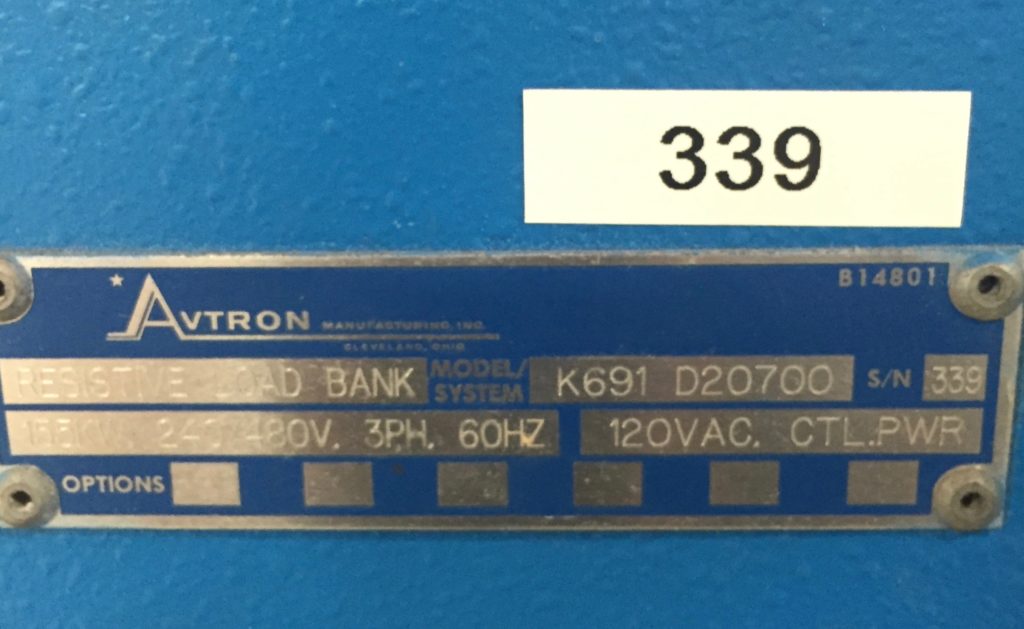 339
B14801
AVTRON MANUFACTURING, INC.
CLEVELAND, OHIO
RESISTIVE LOAD BANK MODEL/SYSTEM K691 D20700 S/N 339
240/480V, 3PH, 60HZ 120VAC, CTL.PWR
OPTIONS